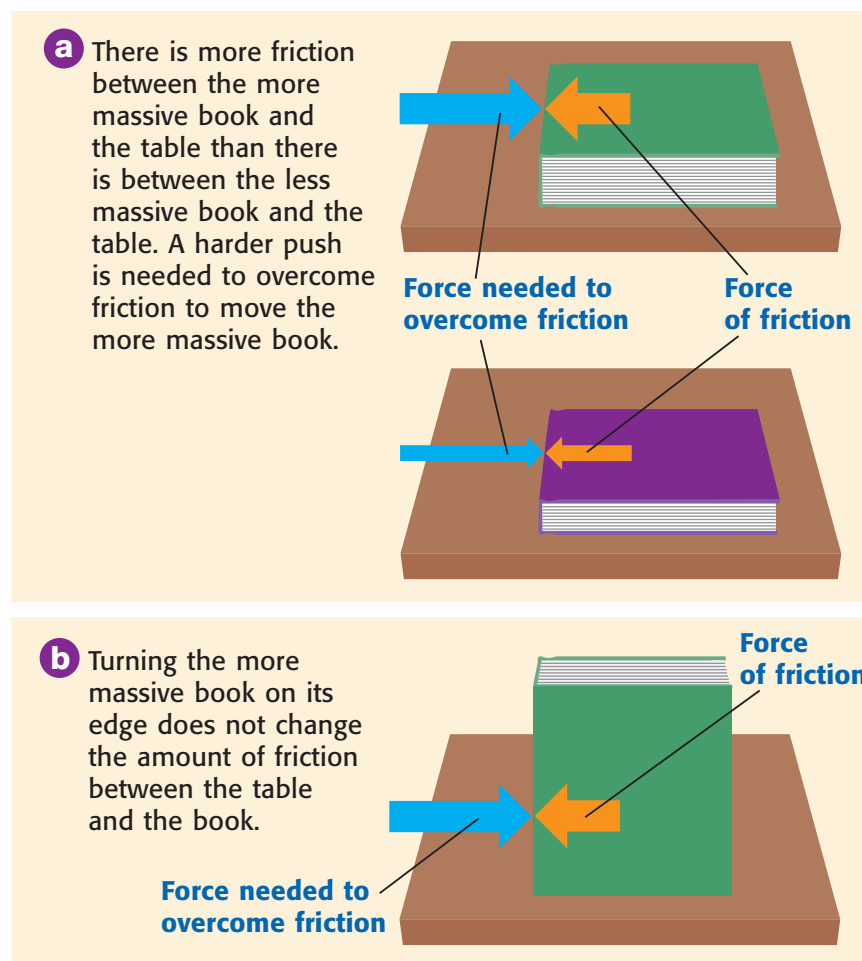 a There is more friction
between the more
massive book and
the table than there
is between the less
massive book and the
table. A harder push
is needed to overcome
friction to move the
more massive book.
Force needed to
overcome friction
Force
of friction
b Turning the more
massive book on its
edge does not change
the amount of friction
between the table
and the book.
Force
of friction
Force needed to
overcome friction